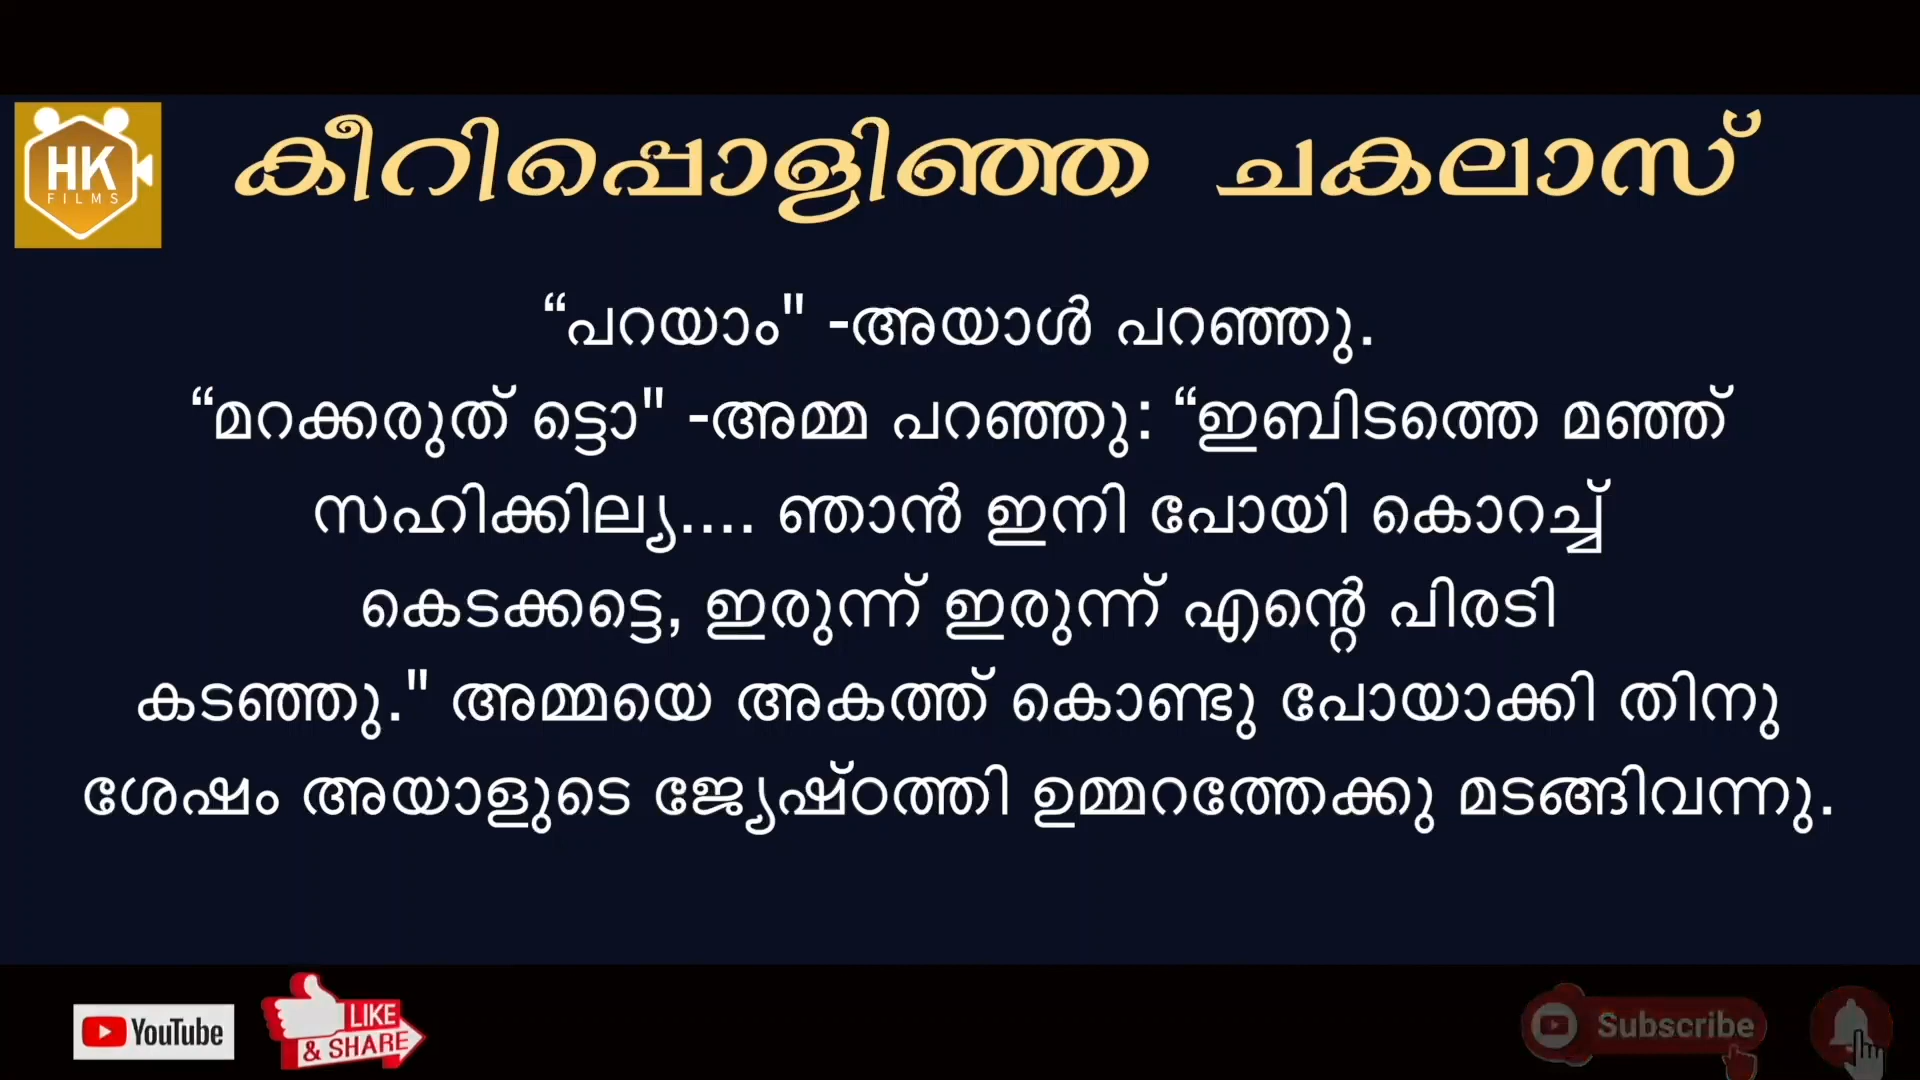 HK
FILMS
കീറിപ്പൊളിഞ്ഞ ചകലാസ്
“പറയാം" -അയാൾ പറഞ്ഞു.
“മറക്കരുത് ട്ടൊ" -അമ്മ പറഞ്ഞു: “ഇബിടത്തെ മഞ്ഞ്
സഹിക്കില്യ.... ഞാൻ ഇനി പോയി കൊറച്ച്
കെടക്കട്ടെ, ഇരുന്ന് ഇരുന്ന് എന്റെ പിരടി
കടഞ്ഞു." അമ്മയെ അകത്ത് കൊണ്ടു പോയാക്കി തിനു
ശേഷം അയാളുടെ ജ്യേഷ്ഠത്തി ഉമ്മറത്തേക്കു മടങ്ങിവന്നു.
YouTube
LIKE
& SHARE
Subscribe